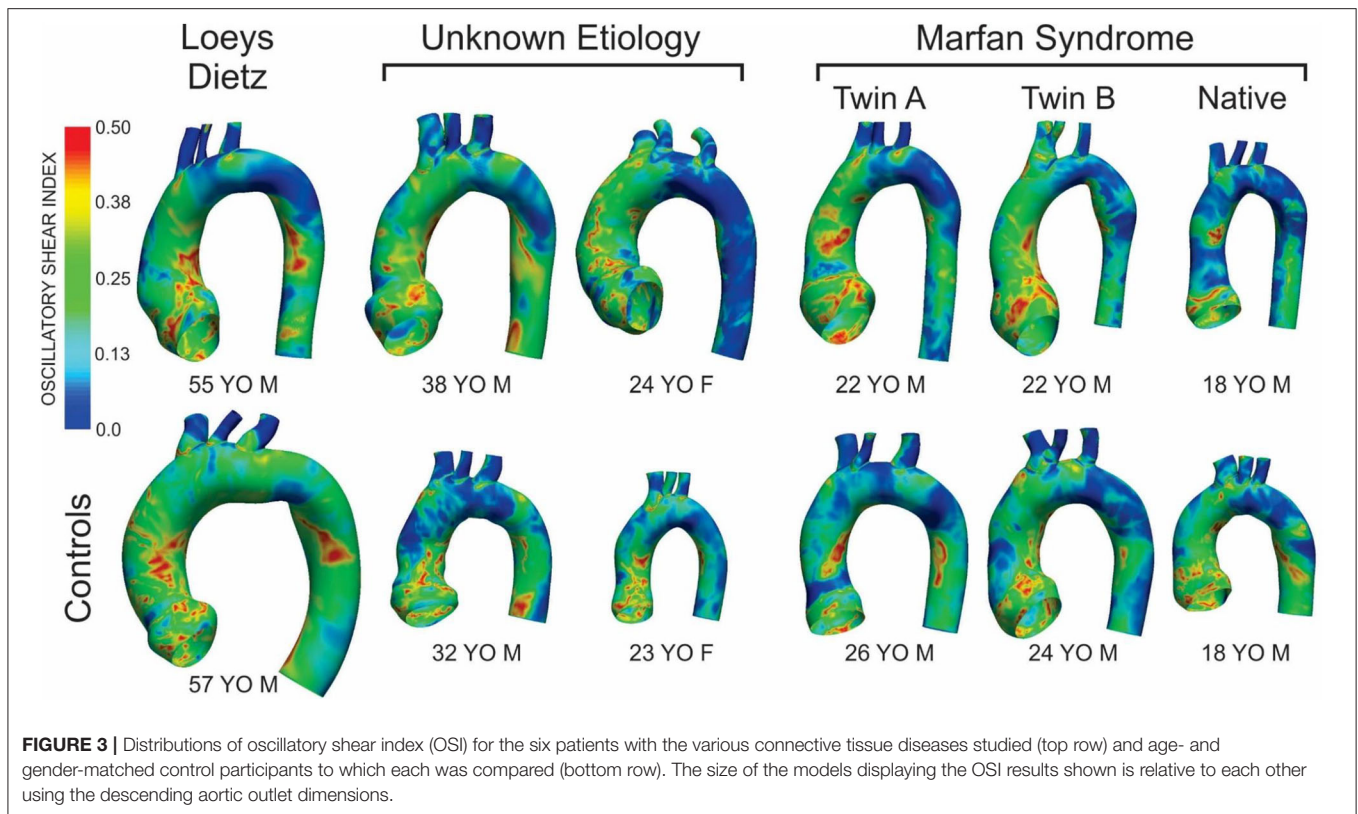 Loeys
Dietz
Unknown Etiology
Marfan Syndrome
Twin A
Twin B
Native
OSCILLATORY SHEAR INDEX
0.50
0.38
0.25
0.13
0.0
55 YO M
38 YO M
24 YO F
22 YO M
22 YO M
18 YO M
Controls
57 YO M
32 YO M
23 YO F
26 YO M
24 YO M
18 YO M
FIGURE 3 | Distributions of oscillatory shear index (OSI) for the six patients with the various connective tissue diseases studied (top row) and age- and
gender-matched control participants to which each was compared (bottom row). The size of the models displaying the OSI results shown is relative to each other
using the descending aortic outlet dimensions.